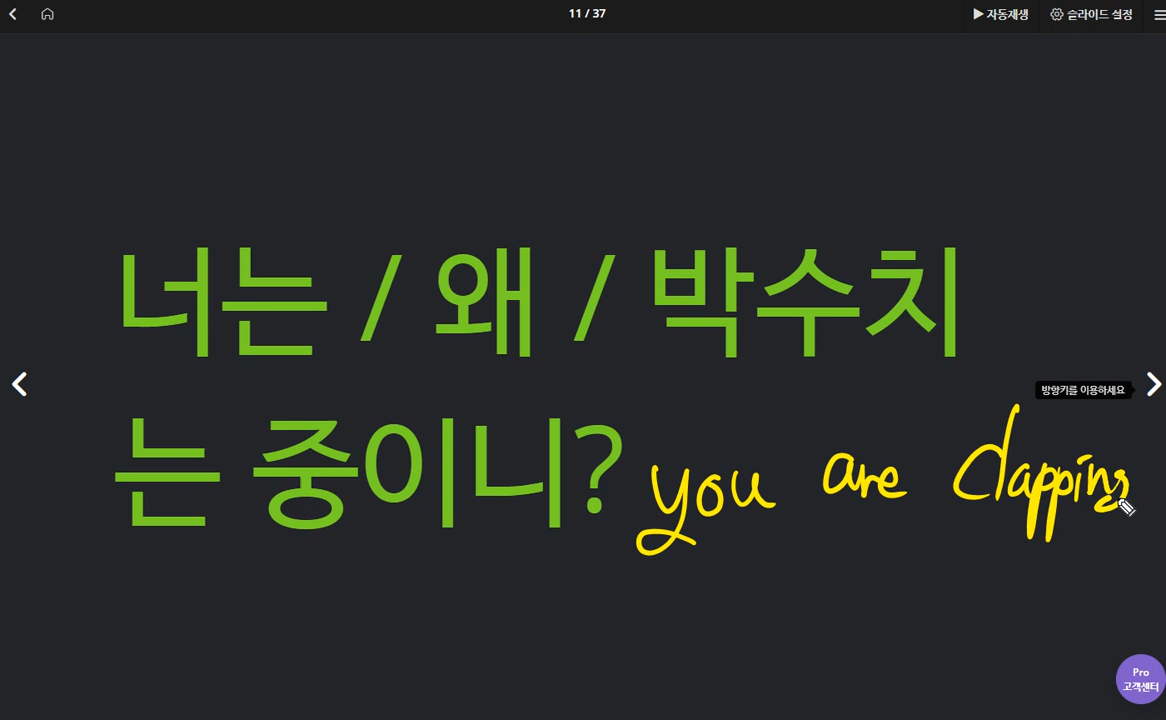 11 / 37
▶ 자동재생 슬라이드 설정
너는 / 왜 / 박수치
방향키를 이용하세요
는 중이니? you are clapping
Pro
고객센터